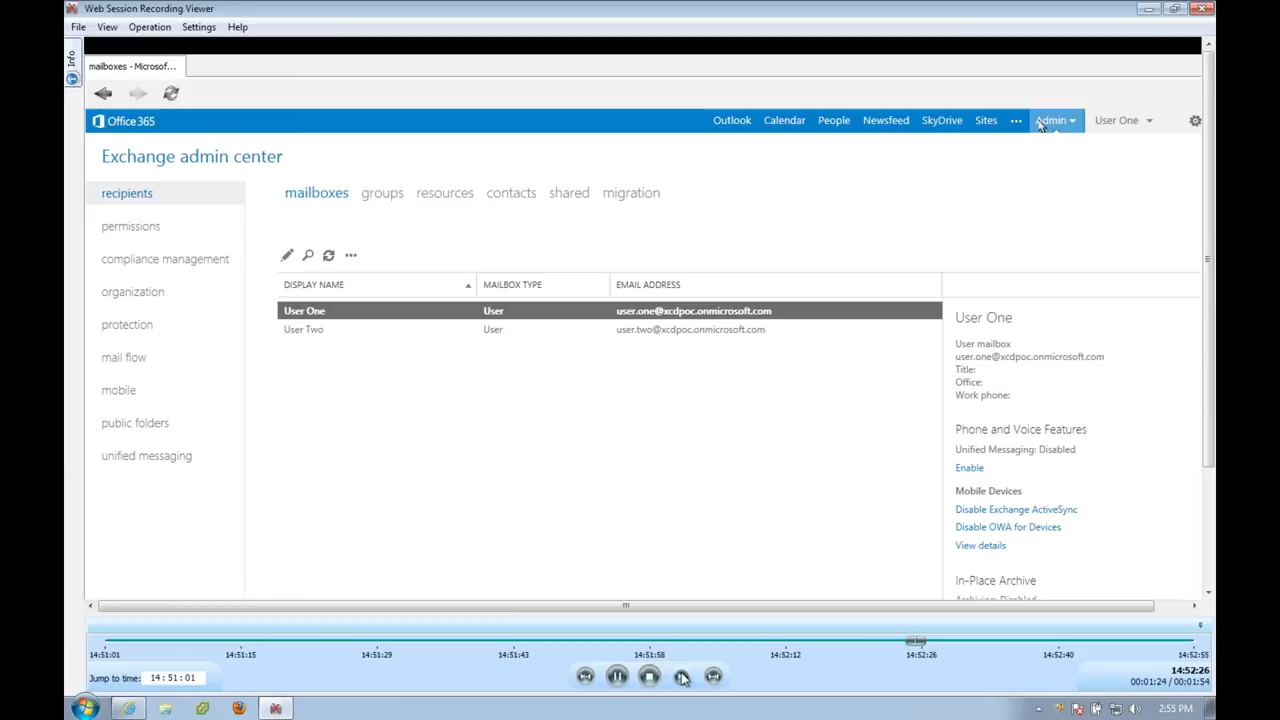 Web Session Recording Viewer
File View Operation Settings Help
Info
mailboxes - Microsof...
Office 365
Outlook Calendar People Newsfeed SkyDrive Sites ••• Admin User One
Exchange admin center
recipients
permissions
compliance management
organization
protection
mail flow
mobile
public folders
unified messaging
mailboxes groups resources contacts shared migration
DISPLAY NAME MAILBOX TYPE EMAIL ADDRESS
User One User user.one@xcdpoc.onmicrosoft.com
User Two User user.two@xcdpoc.onmicrosoft.com
User One
User mailbox
user.one@xcdpoc.onmicrosoft.com
Title:
Office:
Work phone:
Phone and Voice Features
Unified Messaging: Disabled
Enable
Mobile Devices
Disable Exchange ActiveSync
Disable OWA for Devices
View details
In-Place Archive
Archiving: Disabled
14:51:01 14:51:15 14:51:29 14:51:43 14:51:58 14:52:12 14:52:26 14:52:40 14:52:55
Jump to time: 14 : 51 : 01
14:52:26
00:01:24 / 00:01:54
2:55 PM